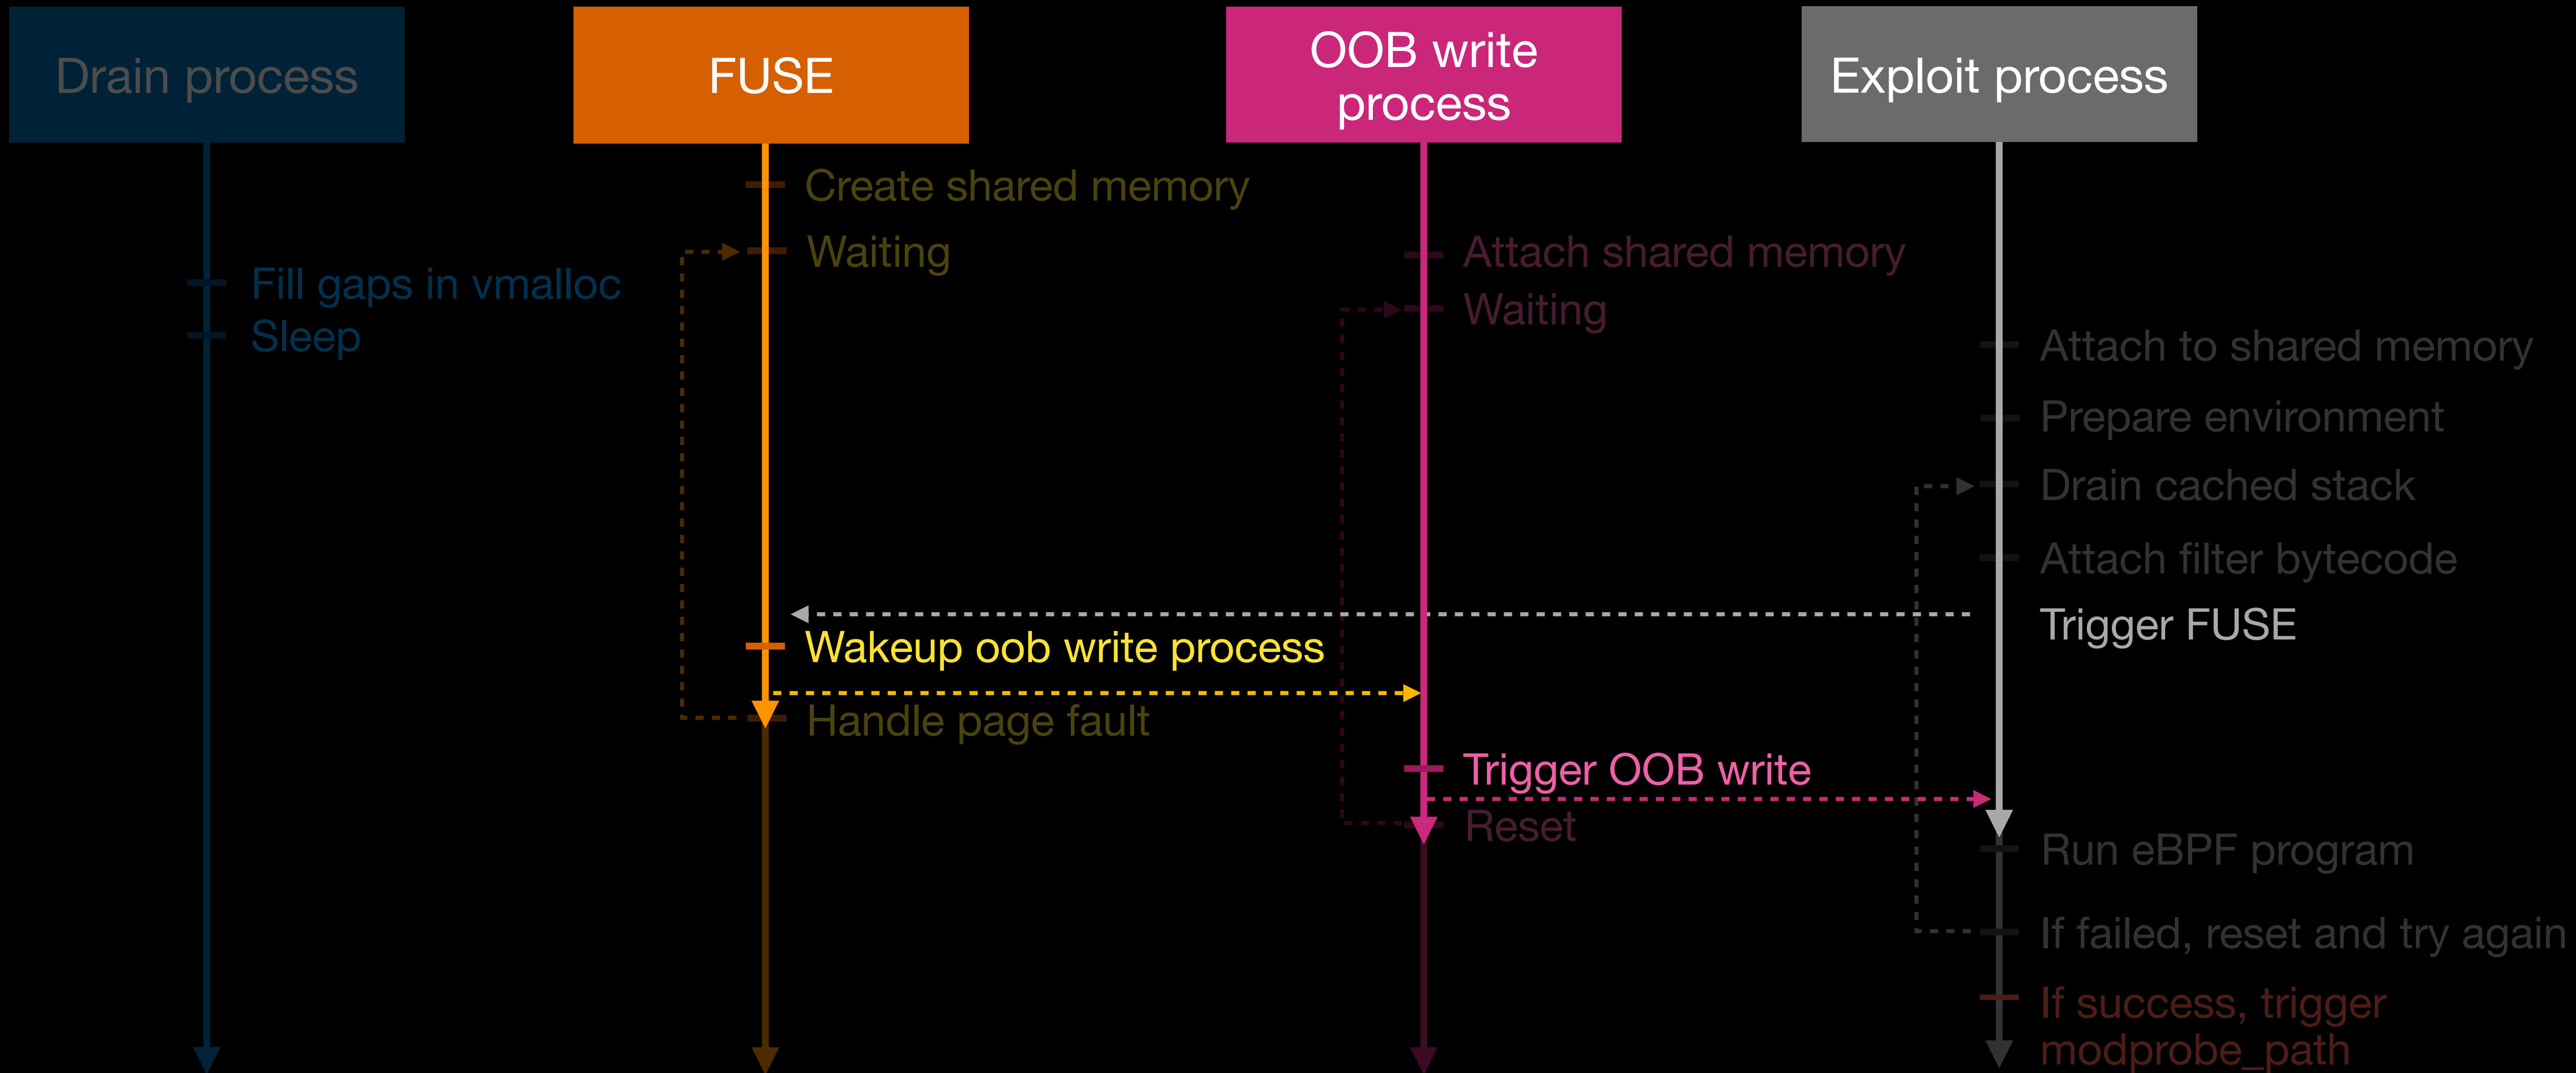 Drain process
FUSE
OOB write
process
Exploit process
Create shared memory
Waiting
Fill gaps in vmalloc
Sleep
Attach shared memory
Waiting
Attach to shared memory
Prepare environment
Drain cached stack
Attach filter bytecode
Trigger FUSE
Wakeup oob write process
Handle page fault
Trigger OOB write
Reset
Run eBPF program
If failed, reset and try again
If success, trigger
modprobe_path